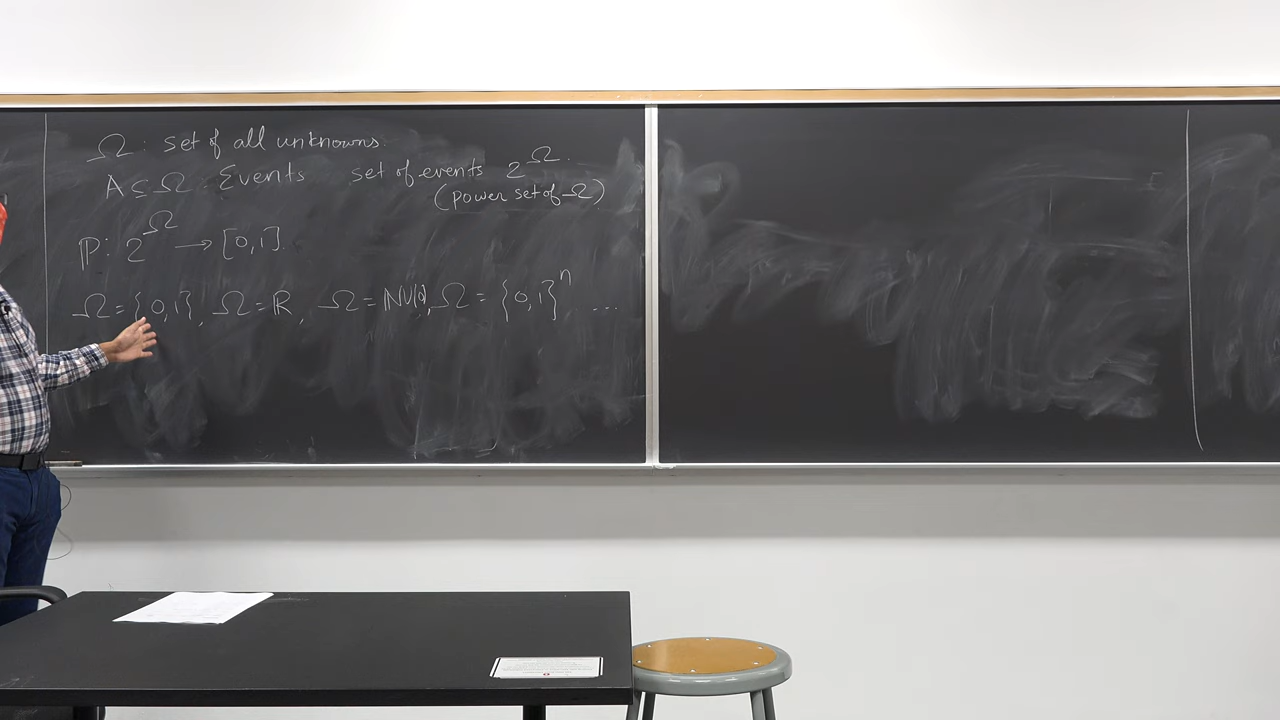 Ω: set of all unknowns.
A ⊆ Ω Events set of events 2^Ω.
(power set of Ω)
ℙ: 2^Ω → [0,1].
Ω = {0,1}, Ω = ℝ, Ω = ℕ∪{0}, Ω = {0,1}^n ...